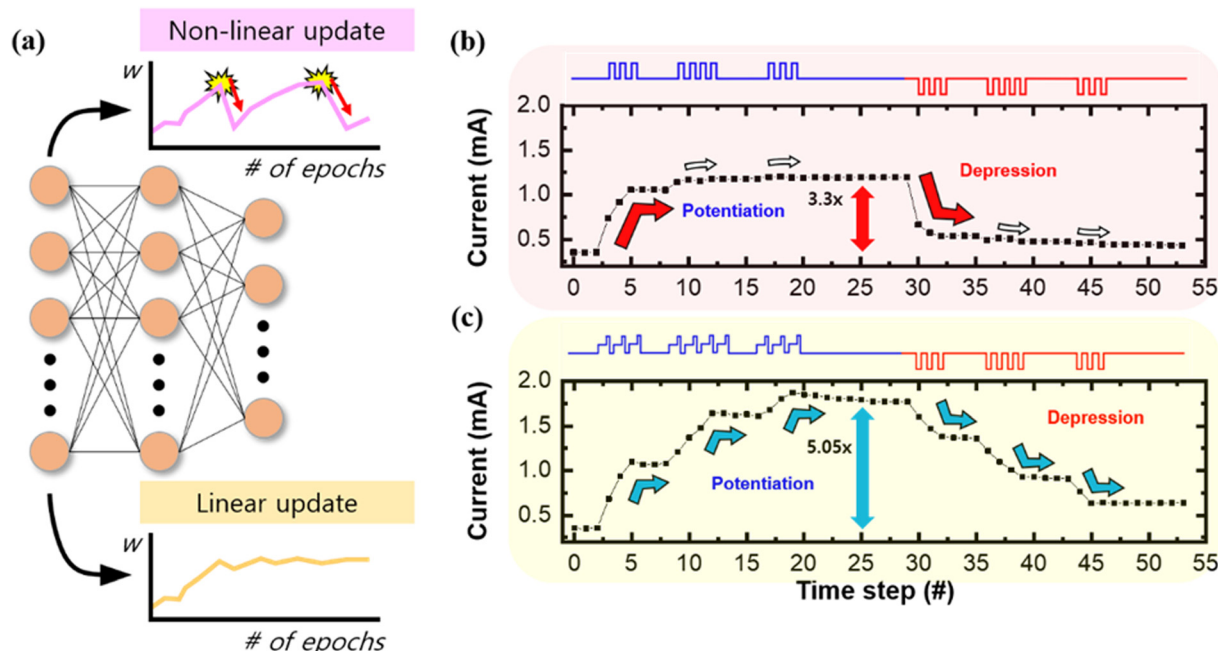 (a)
Non-linear update
w
# of epochs
Linear update
w
# of epochs
(b)
Current (mA)
2.0
1.5
1.0
0.5
Potentiation
3.3x
Depression
0 5 10 15 20 25 30 35 40 45 50 55
(c)
Current (mA)
2.0
1.5
1.0
0.5
Potentiation
5.05x
Depression
0 5 10 15 20 25 30 35 40 45 50 55
Time step (#)